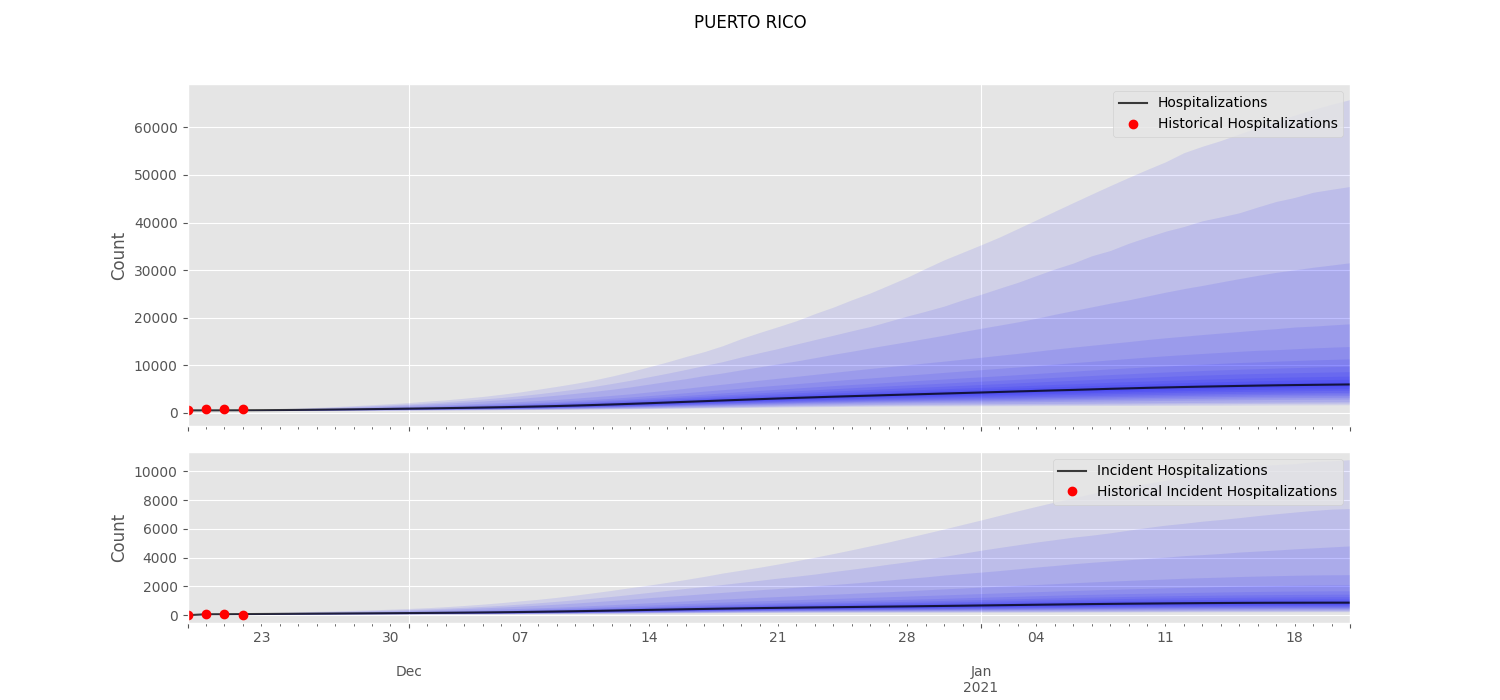 PUERTO RICO
Hospitalizations
Historical Hospitalizations
60000
50000
40000
30000
20000
10000
0
Count
Incident Hospitalizations
Historical Incident Hospitalizations
10000
8000
6000
4000
2000
0
Count
23 30 07 14 21 28 04 11 18
Dec Jan
2021